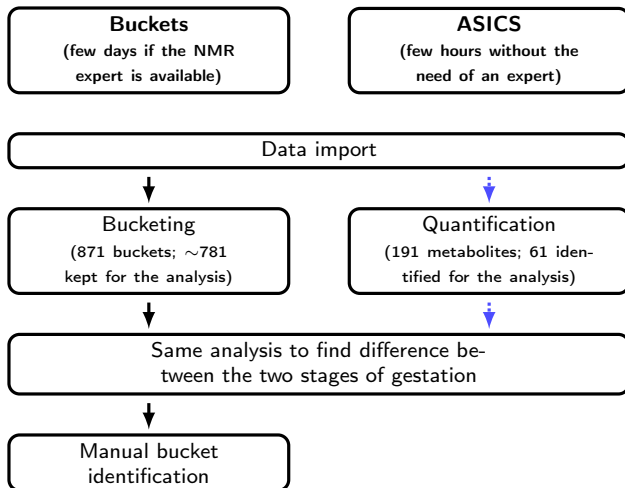 Buckets
(few days if the NMR
expert is available)
ASICS
(few hours without the
need of an expert)
Data import
Bucketing
(871 buckets; ∼781
kept for the analysis)
Quantification
(191 metabolites; 61 iden-
tified for the analysis)
Same analysis to find difference be-
tween the two stages of gestation
Manual bucket
identification